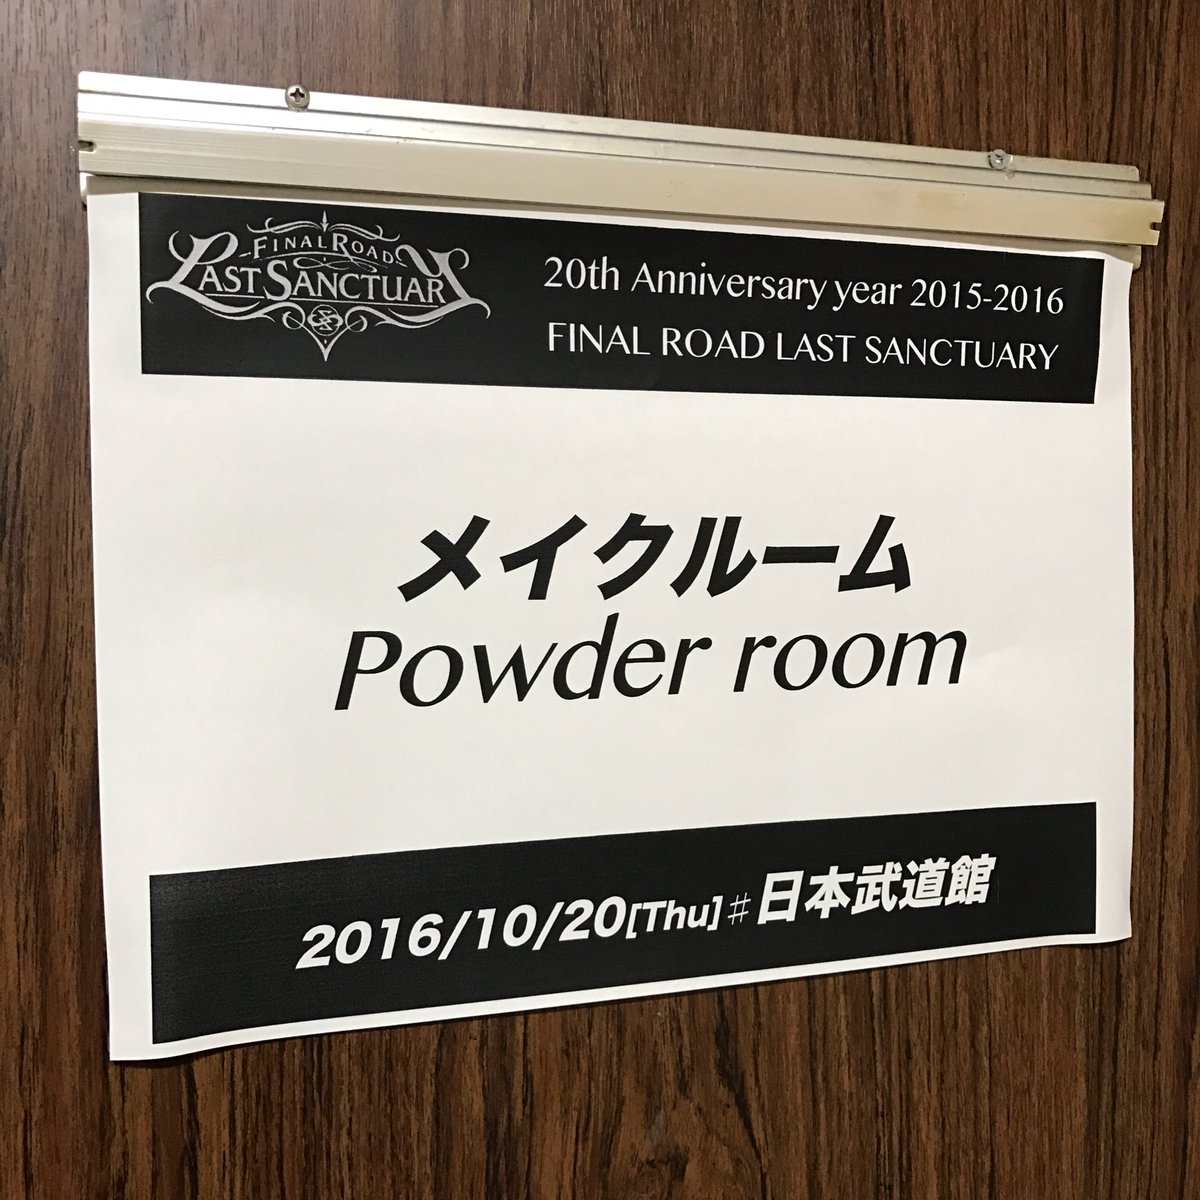 FINAL ROAD
LAST SANCTUARY
20th Anniversary year 2015-2016
FINAL ROAD LAST SANCTUARY
メイクルーム
Powder room
2016/10/20[Thu]#日本武道館